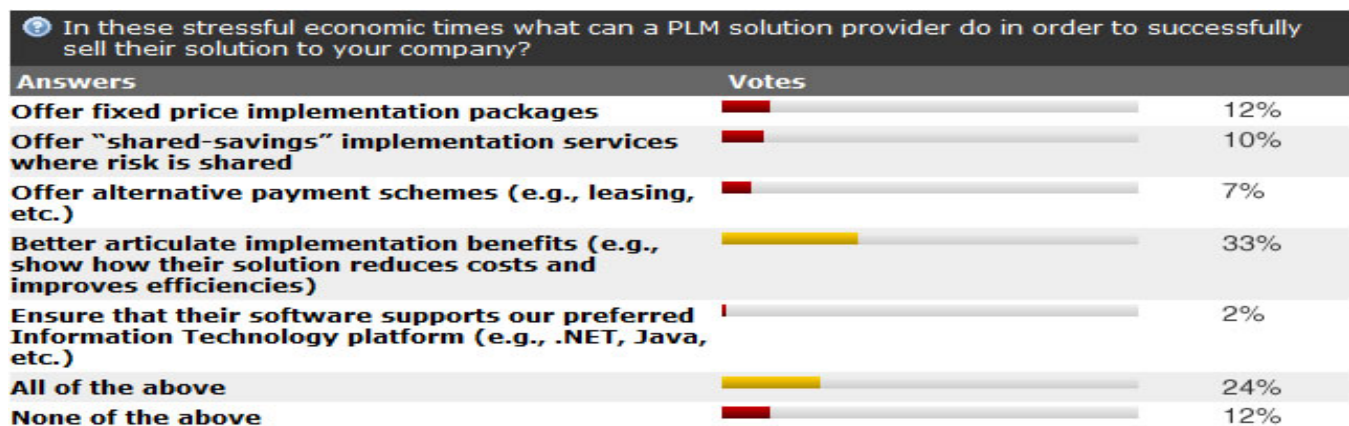 In these stressful economic times what can a PLM solution provider do in order to successfully
sell their solution to your company?
Answers Votes
Offer fixed price implementation packages 12%
Offer “shared-savings” implementation services 10%
where risk is shared
Offer alternative payment schemes (e.g., leasing, 7%
etc.)
Better articulate implementation benefits (e.g., 33%
show how their solution reduces costs and
improves efficiencies)
Ensure that their software supports our preferred 2%
Information Technology platform (e.g., .NET, Java,
etc.)
All of the above 24%
None of the above 12%